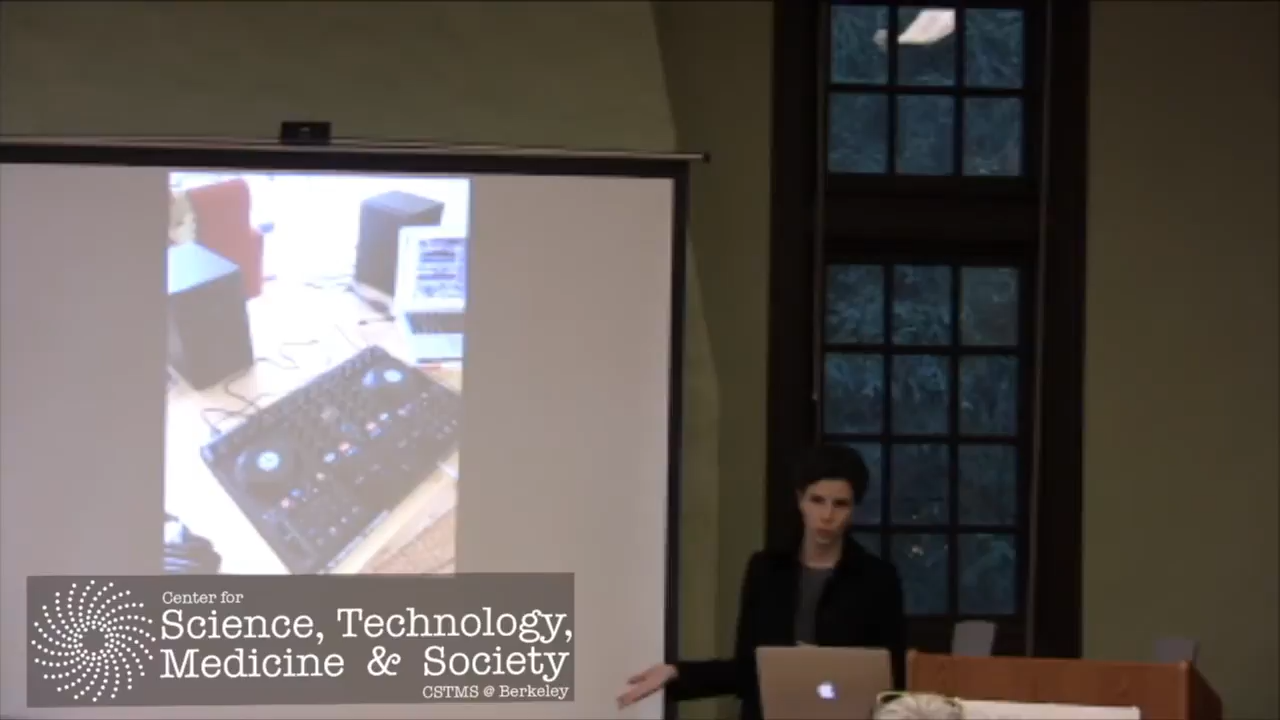 Center for
Science, Technology,
Medicine & Society
CSTMS @ Berkeley